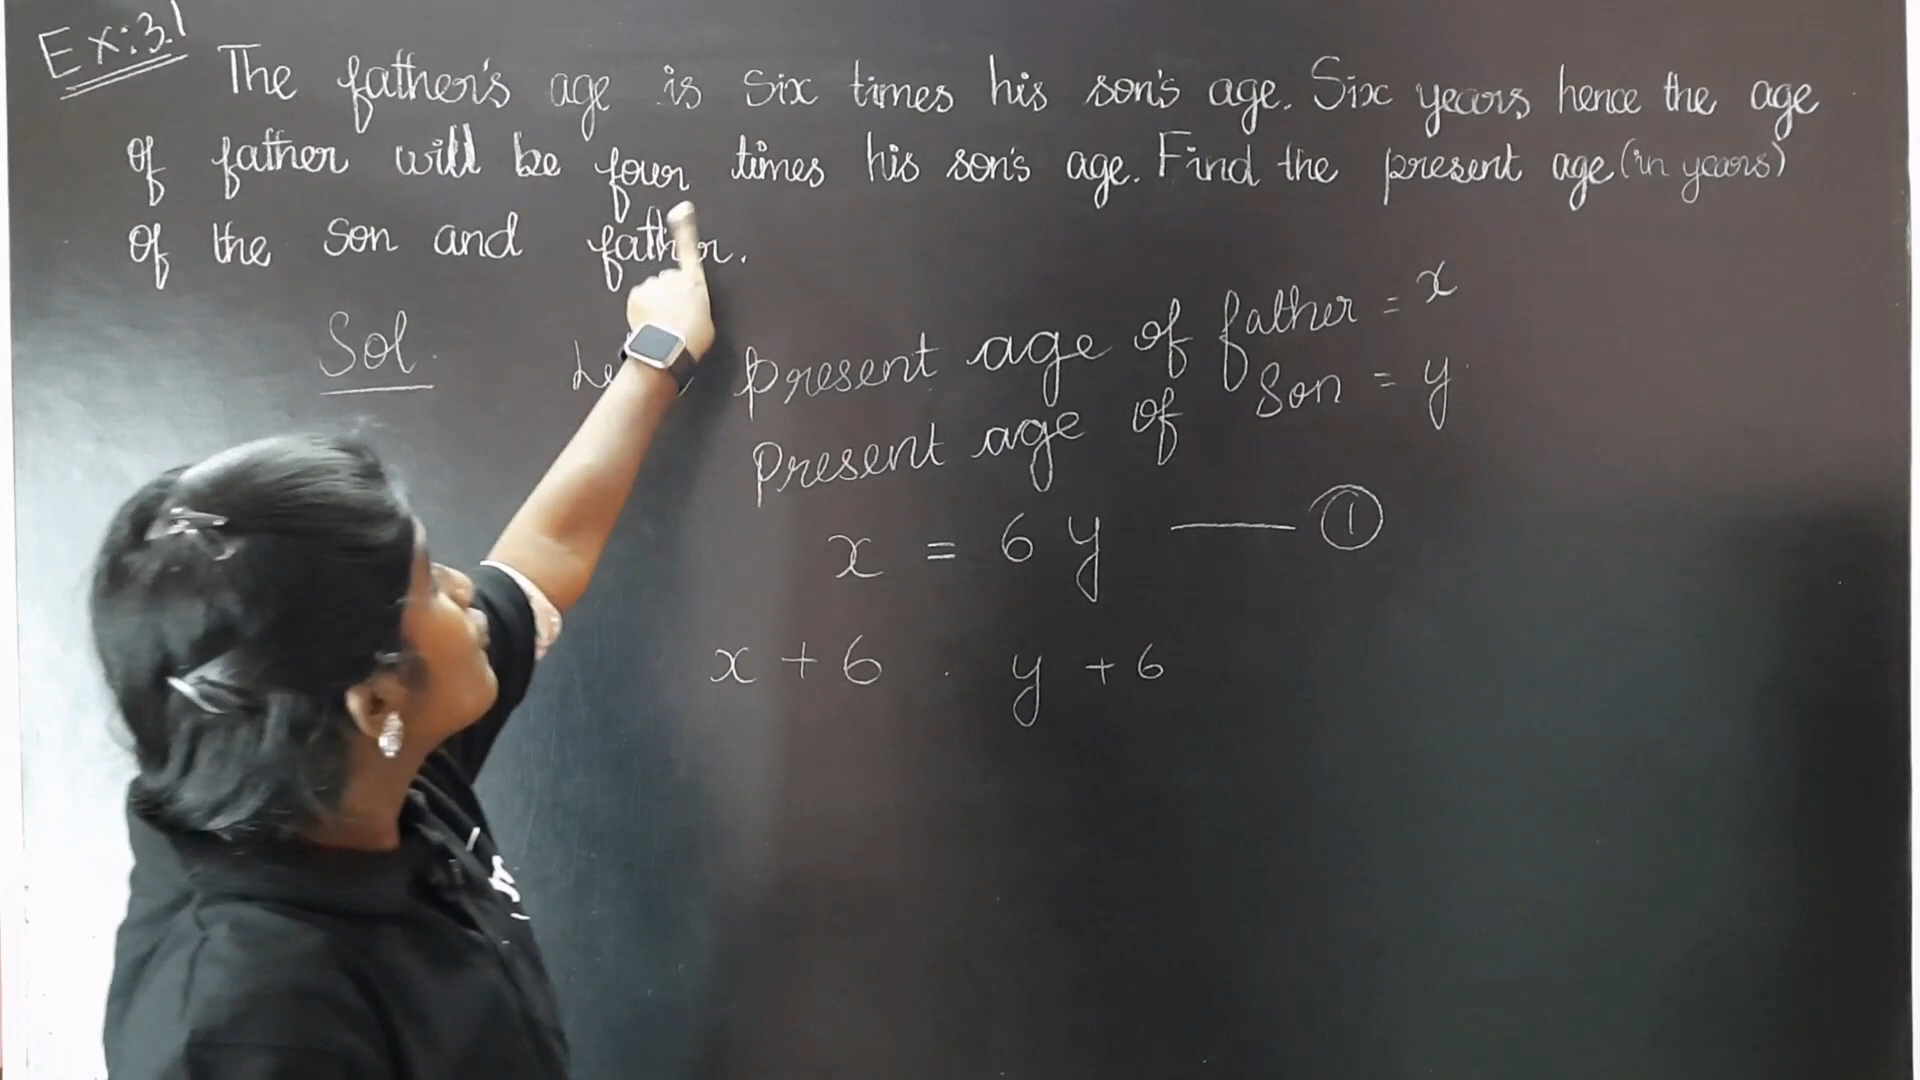 Ex:3.1
The father's age is six times his son's age. Six years hence the age
of father will be four times his son's age. Find the present age (in years)
of the son and father.
Sol
present age of father = x
Present age of son = y
x = 6y —— ①
x + 6 . y + 6